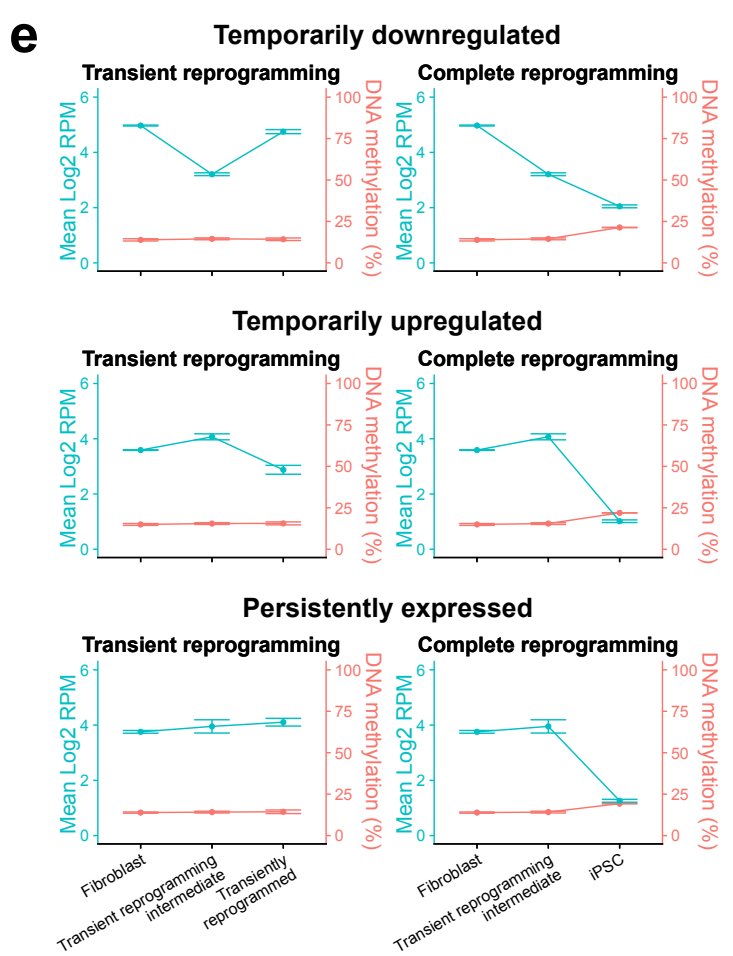 e
Temporarily downregulated
Transient reprogramming
Complete reprogramming
Mean Log2 RPM
6
4
2
0
100
75
50
25
0
DNA methylation (%)
Mean Log2 RPM
6
4
2
0
100
75
50
25
0
DNA methylation (%)
Temporarily upregulated
Transient reprogramming
Complete reprogramming
Mean Log2 RPM
6
4
2
0
100
75
50
25
0
DNA methylation (%)
Mean Log2 RPM
6
4
2
0
100
75
50
25
0
DNA methylation (%)
Persistently expressed
Transient reprogramming
Complete reprogramming
Mean Log2 RPM
6
4
2
0
100
75
50
25
0
DNA methylation (%)
Mean Log2 RPM
6
4
2
0
100
75
50
25
0
DNA methylation (%)
Fibroblast
Transient reprogramming
intermediate
Transiently
reprogrammed
Fibroblast
Transient reprogramming
intermediate
iPSC